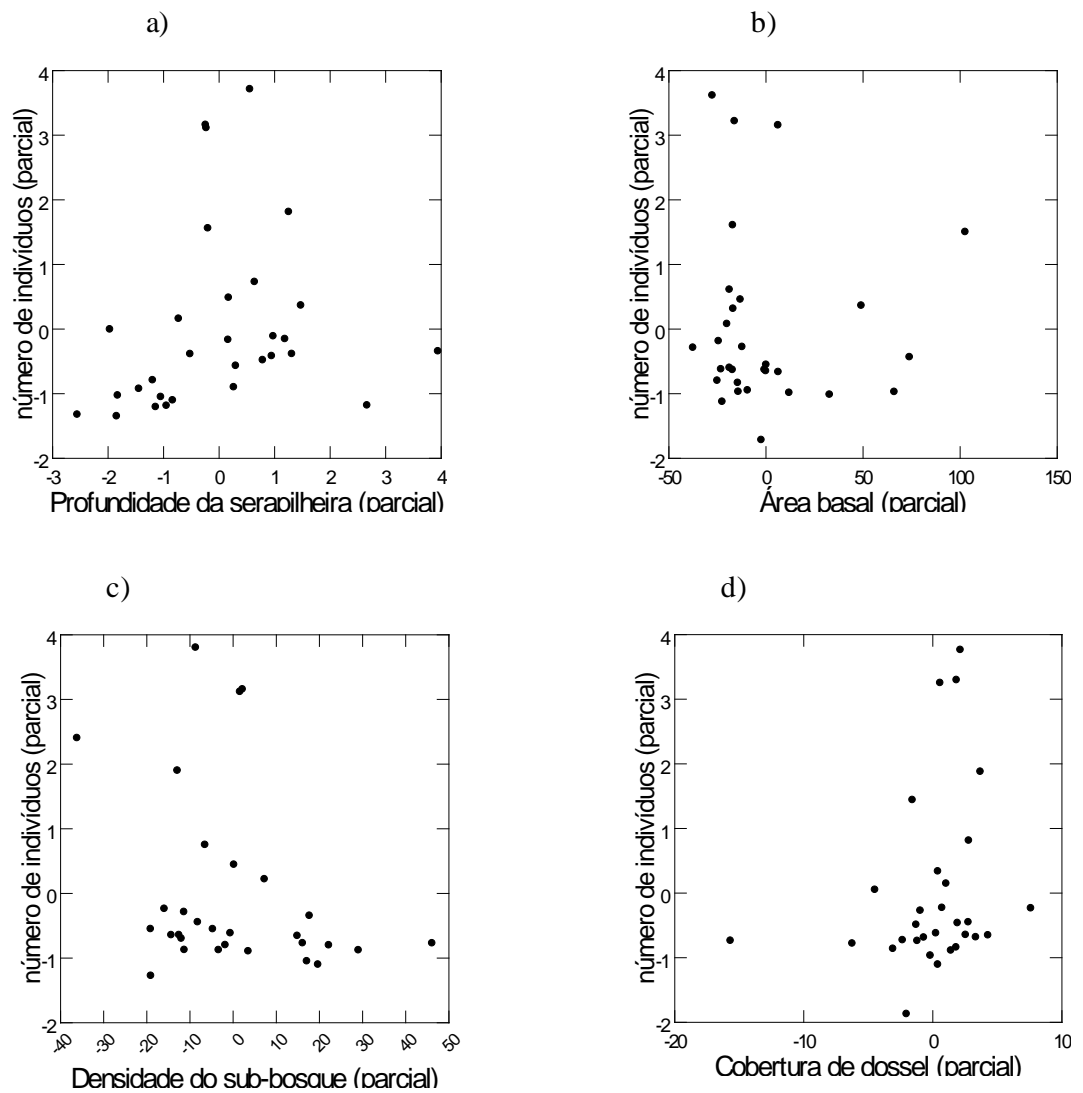 a)
número de indivíduos (parcial)
4
3
2
1
0
-1
-2
-3 -2 -1 0 1 2 3 4
Profundidade da serapilheira (parcial)
b)
número de indivíduos (parcial)
4
3
2
1
0
-1
-2
-50 0 50 100 150
Área basal (parcial)
c)
número de indivíduos (parcial)
4
3
2
1
0
-1
-2
-40 -30 -20 -10 0 10 20 30 40 50
Densidade do sub-bosque (parcial)
d)
número de indivíduos (parcial)
4
3
2
1
0
-1
-2
-20 -10 0 10
Cobertura de dossel (parcial)